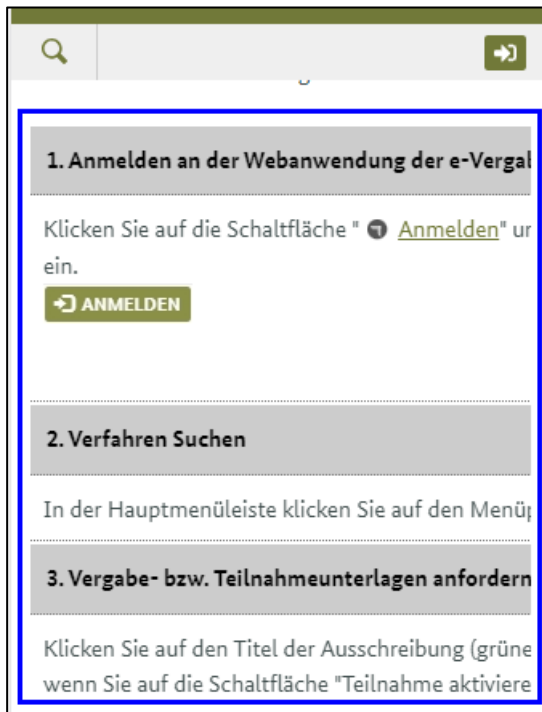 1. Anmelden an der Webanwendung der e-Vergab
Klicken Sie auf die Schaltfläche " Anmelden" un
ein.
ANMELDEN
2. Verfahren Suchen
In der Hauptmenüleiste klicken Sie auf den Menüp
3. Vergabe- bzw. Teilnahmeunterlagen anfordern
Klicken Sie auf den Titel der Ausschreibung (grüne
wenn Sie auf die Schaltfläche "Teilnahme aktiviere